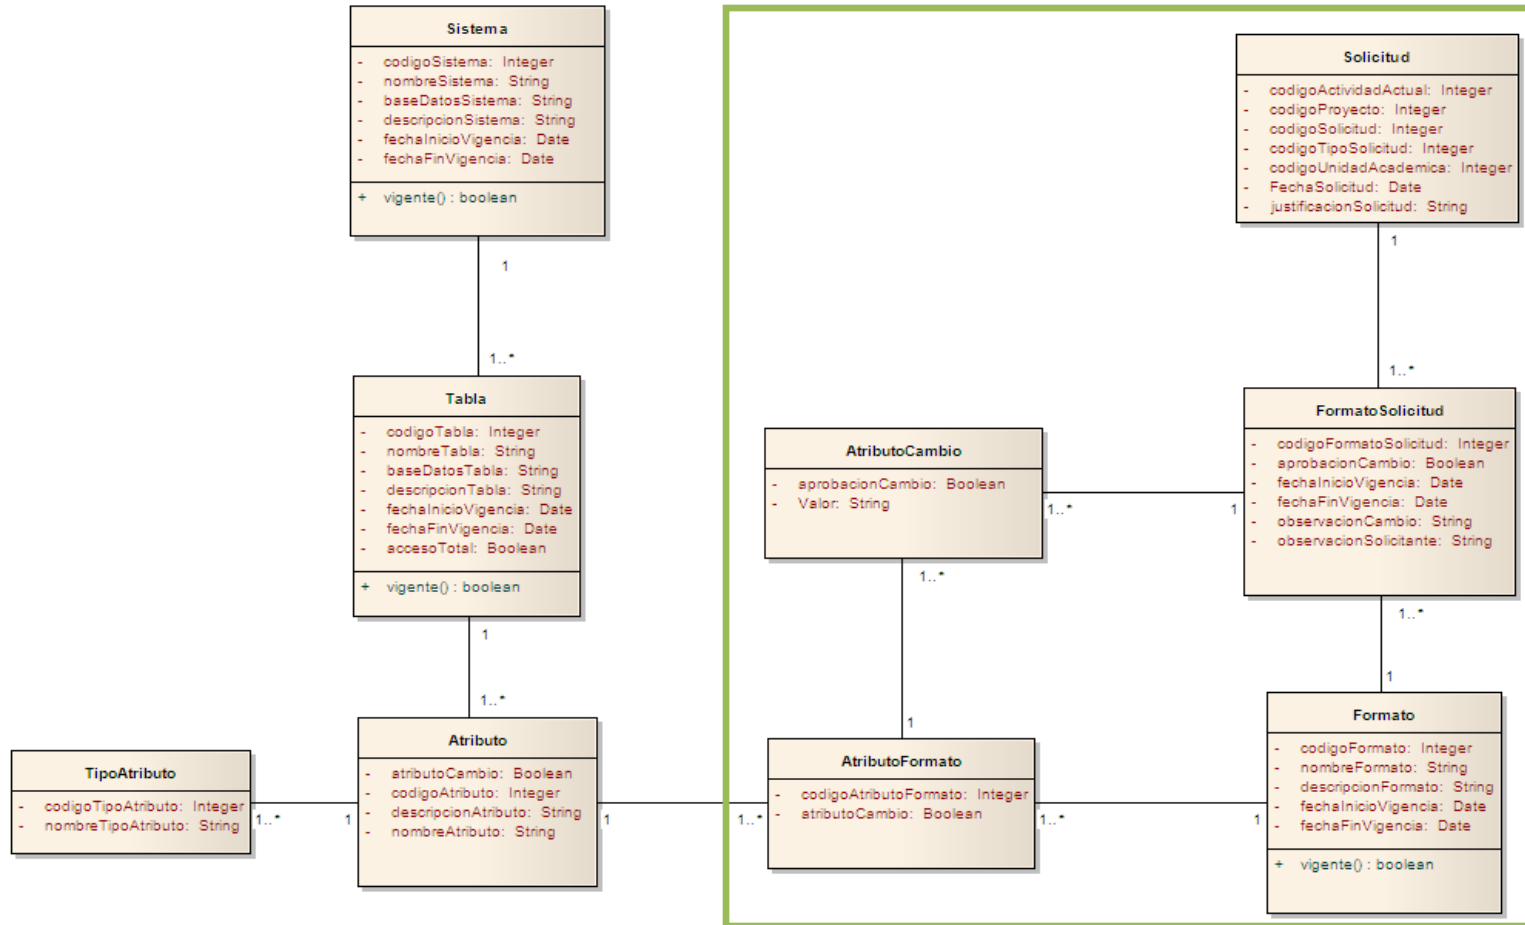 Sistema
- codigoSistema: Integer
- nombreSistema: String
- baseDatosSistema: String
- descripcionSistema: String
- fechaInicioVigencia: Date
- fechaFinVigencia: Date
+ vigente() : boolean
1
1..*
Tabla
- codigoTabla: Integer
- nombreTabla: String
- baseDatosTabla: String
- descripcionTabla: String
- fechaInicioVigencia: Date
- fechaFinVigencia: Date
- accesoTotal: Boolean
+ vigente() : boolean
1
1..*
TipoAtributo
- codigoTipoAtributo: Integer
- nombreTipoAtributo: String
1..*
1
Atributo
- atributoCambio: Boolean
- codigoAtributo: Integer
- descripcionAtributo: String
- nombreAtributo: String
1
1..*
Solicitud
- codigoActividadActual: Integer
- codigoProyecto: Integer
- codigoSolicitud: Integer
- codigoTipoSolicitud: Integer
- codigoUnidadAcademica: Integer
- FechaSolicitud: Date
- justificacionSolicitud: String
1
1..*
FormatoSolicitud
- codigoFormatoSolicitud: Integer
- aprobacionCambio: Boolean
- fechaInicioVigencia: Date
- fechaFinVigencia: Date
- observacionCambio: String
- observacionSolicitante: String
AtributoCambio
- aprobacionCambio: Boolean
- Valor: String
1..*
1
1..*
1
1..*
1
AtributoFormato
- codigoAtributoFormato: Integer
- atributoCambio: Boolean
1..*
1
Formato
- codigoFormato: Integer
- nombreFormato: String
- descripcionFormato: String
- fechaInicioVigencia: Date
- fechaFinVigencia: Date
+ vigente() : boolean